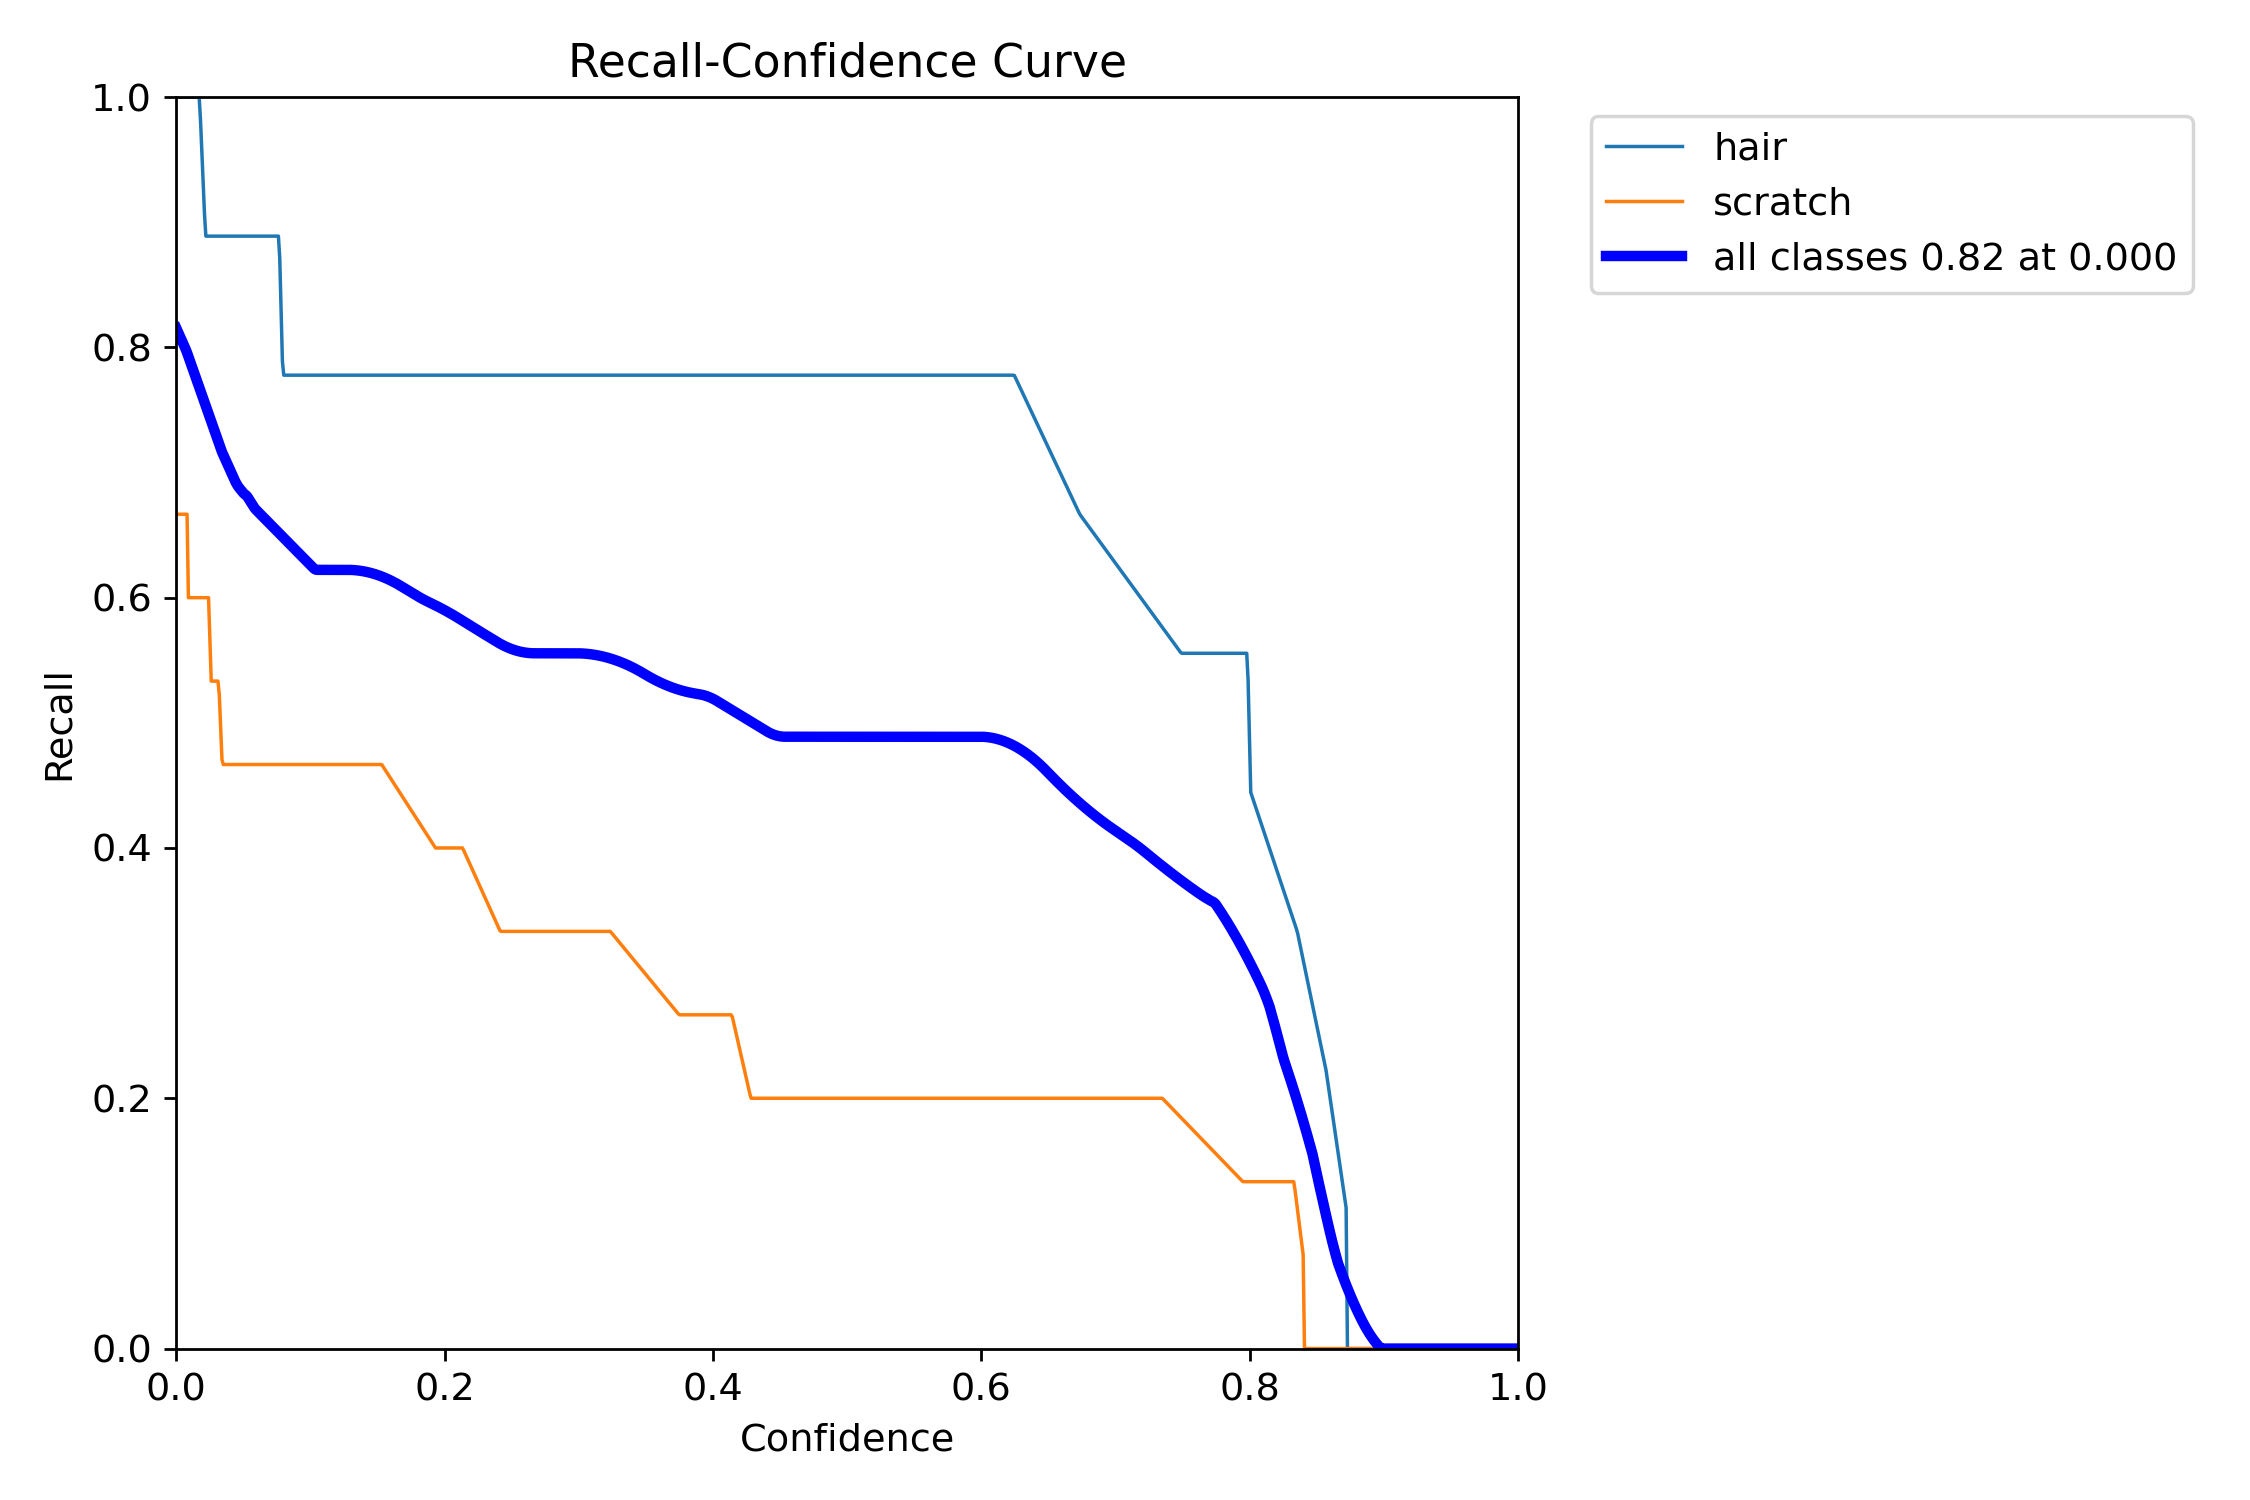 Recall-Confidence Curve
1.0
0.8
0.6
0.4
0.2
0.0
Recall
0.0 0.2 0.4 0.6 0.8 1.0
Confidence
hair
scratch
all classes 0.82 at 0.000